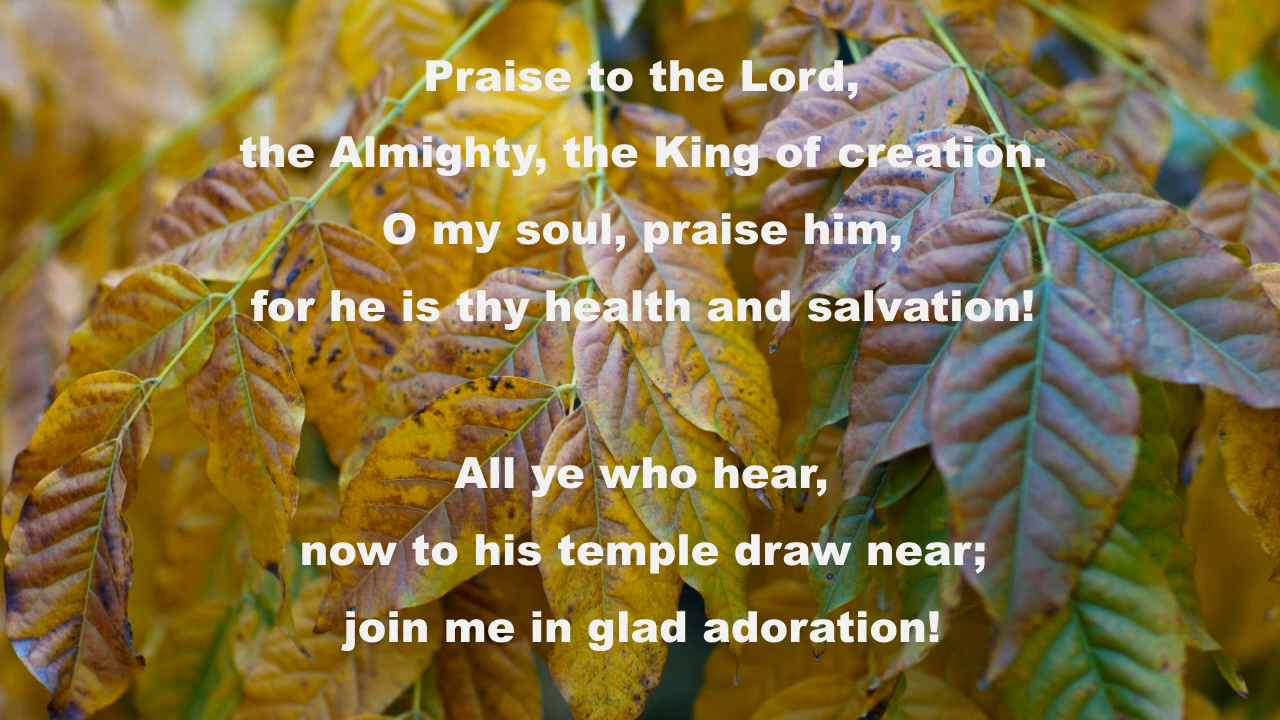 Praise to the Lord,
the Almighty, the King of creation.
O my soul, praise him,
for he is thy health and salvation!
All ye who hear,
now to his temple draw near;
join me in glad adoration!